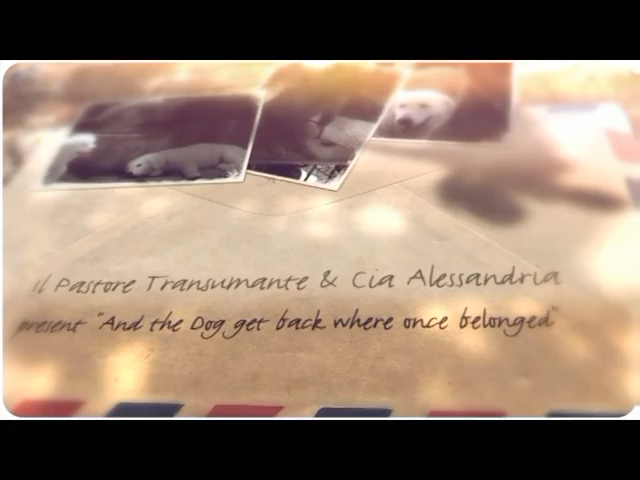 Il Pastore Transumante & Cia Alessandria
present "And the Dog get back where once belonged"